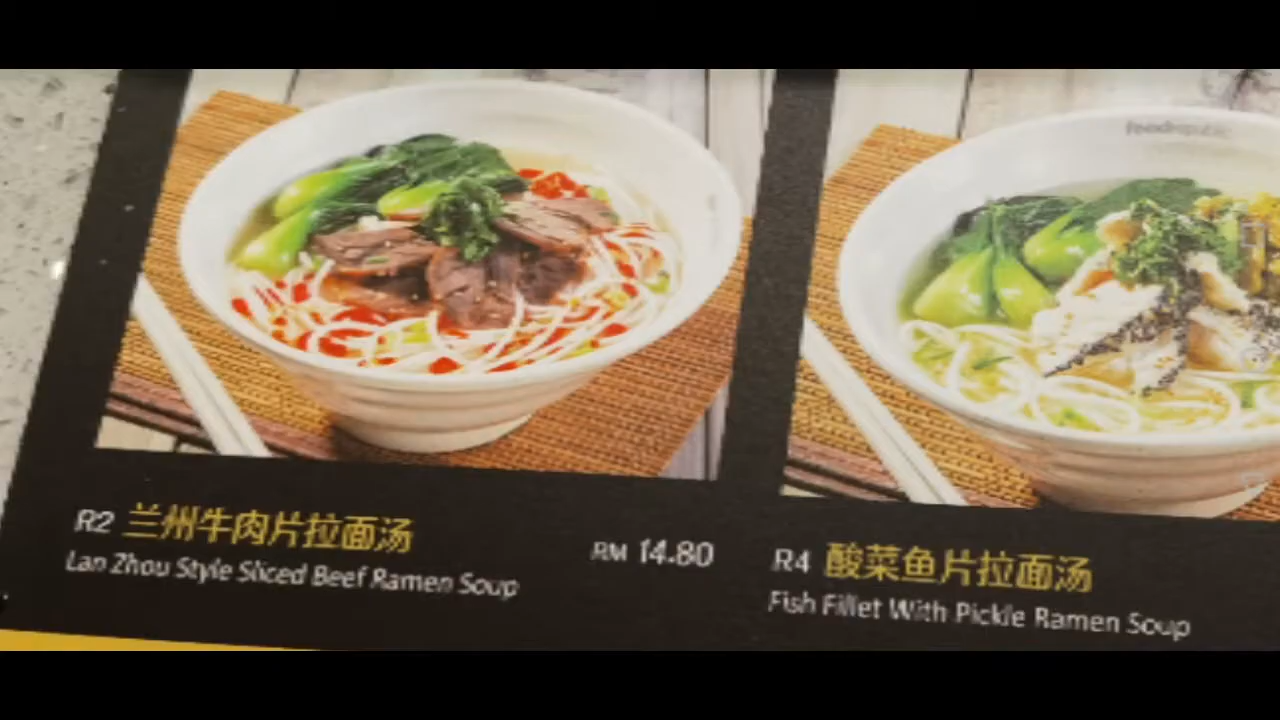 R2 兰州牛肉片拉面汤
Lan Zhou Style Sliced Beef Ramen Soup
RM 14.80
R4 酸菜鱼片拉面汤
Fish Fillet With Pickle Ramen Soup